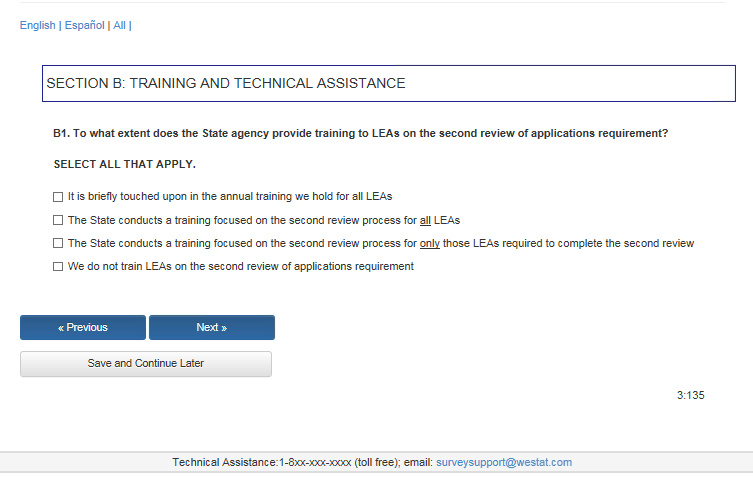 English | Español | All |
SECTION B: TRAINING AND TECHNICAL ASSISTANCE
B1. To what extent does the State agency provide training to LEAs on the second review of applications requirement?
SELECT ALL THAT APPLY.
It is briefly touched upon in the annual training we hold for all LEAs
The State conducts a training focused on the second review process for all LEAs
The State conducts a training focused on the second review process for only those LEAs required to complete the second review
We do not train LEAs on the second review of applications requirement
« Previous
Next »
Save and Continue Later
3:135
Technical Assistance:1-8xx-xxx-xxxx (toll free); email: surveysupport@westat.com